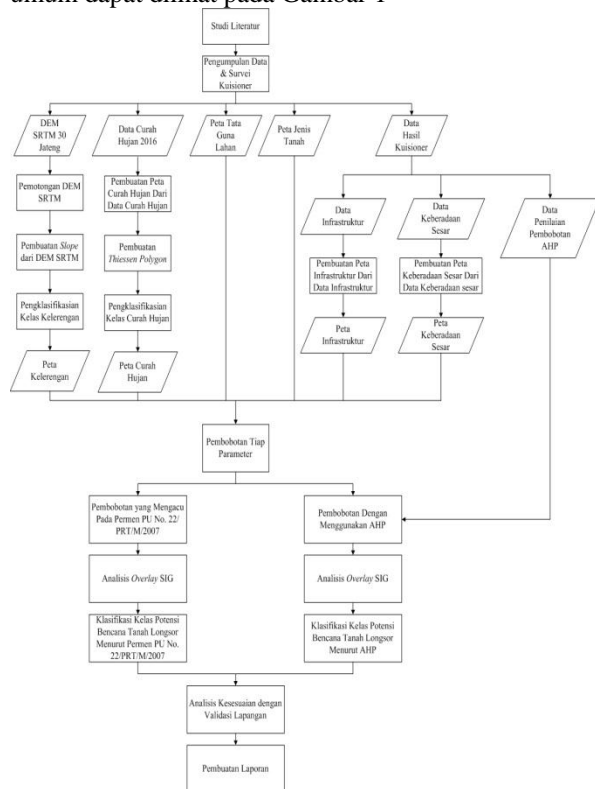 umum dapat dilihat pada Gambar 1
Studi Literatur
Pengumpulan Data
& Survei
Kuisioner
DEM
SRTM 30
Jateng
Data Curah
Hujan 2016
Peta Tata
Guna
Lahan
Peta Jenis
Tanah
Data
Hasil
Kuisioner
Pemotongan DEM
SRTM
Pembuatan Peta
Curah Hujan Dari
Data Curah Hujan
Data
Infrastruktur
Data
Keberadaan
Sesar
Data
Penilaian
Pembobotan
AHP
Pembuatan Slope
dari DEM SRTM
Pembuatan
Thiessen Polygon
Pembuatan Peta
Infrastruktur Dari
Data Infrastruktur
Pembuatan Peta
Keberadaan Sesar Dari
Data Keberadaan sesar
Pengklasifikasian
Kelas Kelerengan
Pengklasifikasian
Kelas Curah Hujan
Peta
Infrastruktur
Peta
Keberadaan
Sesar
Peta
Kelerengan
Peta Curah
Hujan
Pembobotan Tiap
Parameter
Pembobotan yang Mengacu
Pada Permen PU No. 22/
PRT/M/2007
Pembobotan Dengan
Menggunakan AHP
Analisis Overlay SIG
Analisis Overlay SIG
Klasifikasi Kelas Potensi
Bencana Tanah Longsor
Menurut Permen PU No.
22/PRT/M/2007
Klasifikasi Kelas Potensi
Bencana Tanah Longsor
Menurut AHP
Analisis Kesesuaian dengan
Validasi Lapangan
Pembuatan Laporan